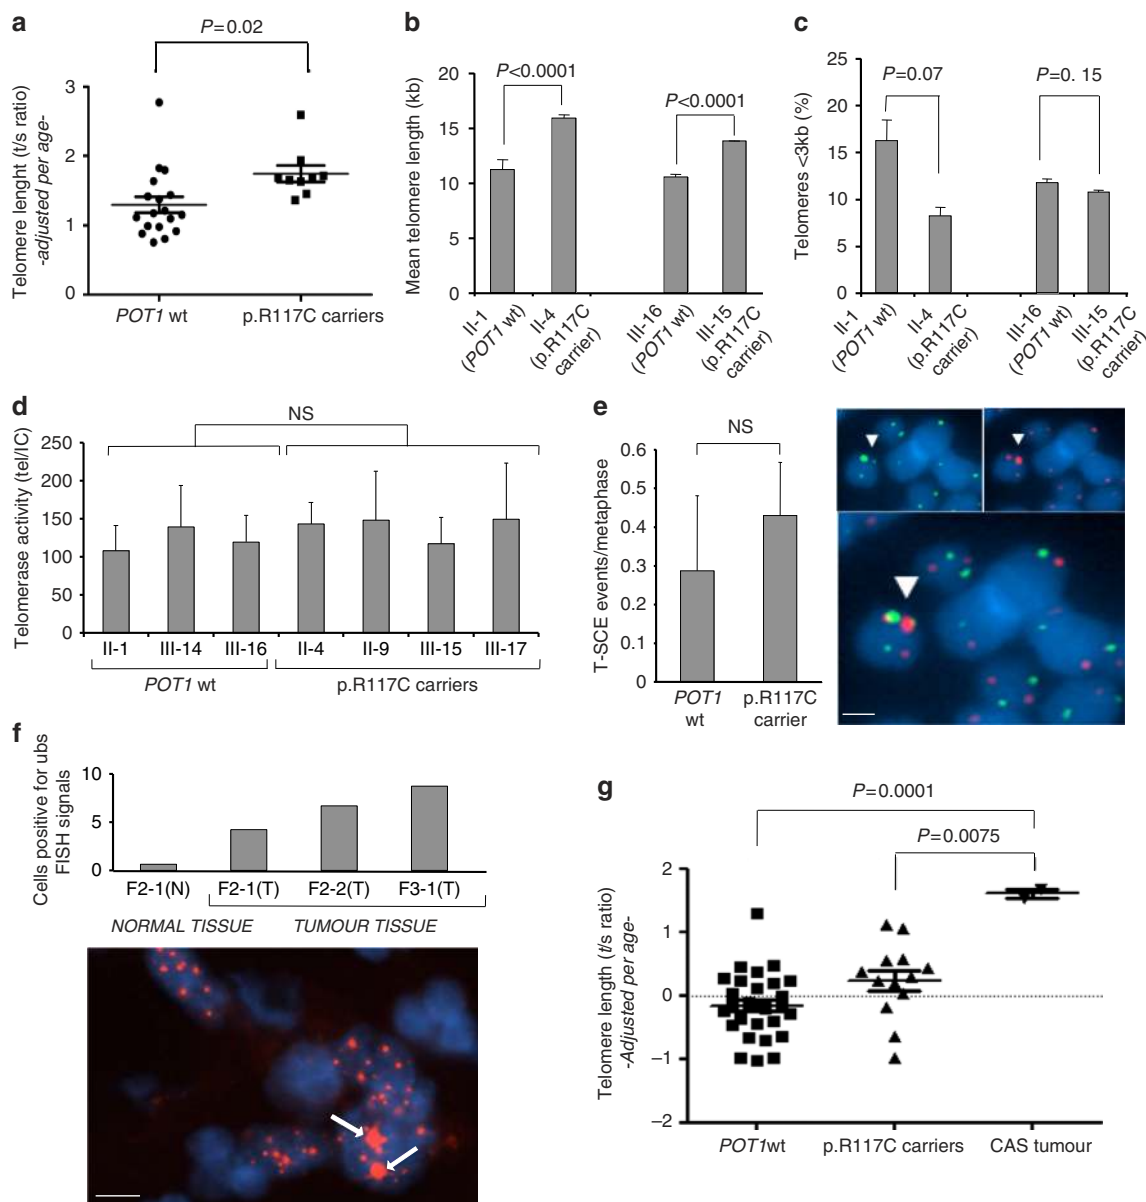 a
P=0.02
Telomere lenght (t/s ratio)
-adjusted per age-
3
2
1
0
POT1 wt
p.R117C carriers
b
Mean telomere length (kb)
20
15
10
5
0
P<0.0001
P<0.0001
II-1
(POT1 wt)
II-4
(p.R117C
carrier)
III-16
(POT1 wt)
III-15
(p.R117C
carrier)
c
Telomeres <3kb (%)
25
20
15
10
5
0
P=0.07
P=0. 15
II-1
(POT1 wt)
II-4
(p.R117C
carrier)
III-16
(POT1 wt)
III-15
(p.R117C
carrier)
d
NS
Telomerase activity (tel/IC)
250
200
150
100
50
0
II-1 III-14 III-16 II-4 II-9 III-15 III-17
POT1 wt
p.R117C carriers
e
NS
T-SCE events/metaphase
0.6
0.5
0.4
0.3
0.2
0.1
0
POT1
wt
p.R117C
carrier
f
Cells positive for ubs
FISH signals
10
5
0
F2-1(N) F2-1(T) F2-2(T) F3-1(T)
NORMAL TISSUE TUMOUR TISSUE
g
P=0.0001
P=0.0075
Telomere length (t/s ratio)
-Adjusted per age-
2
1
0
−1
−2
POT1wt
p.R117C carriers
CAS tumour